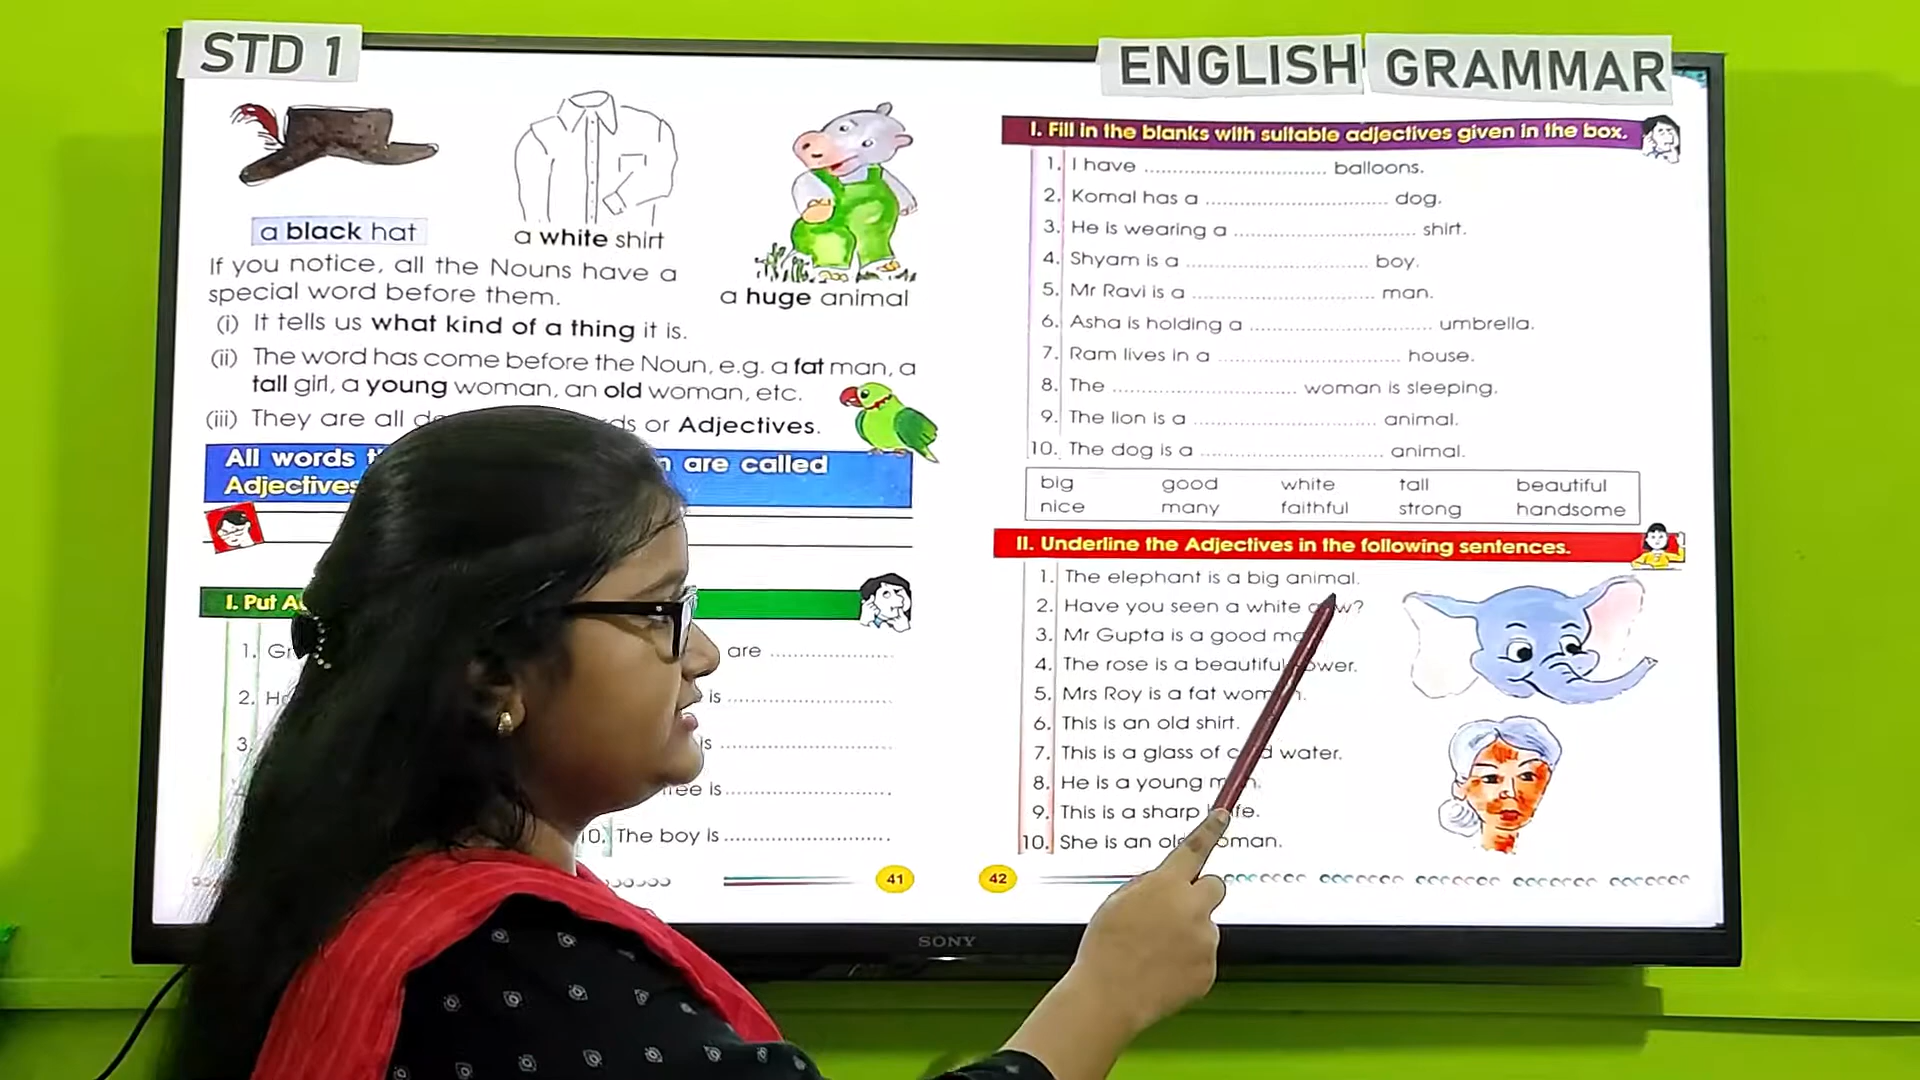 STD 1
ENGLISH GRAMMAR
a black hat
a white shirt
a huge animal
If you notice, all the Nouns have a
special word before them.
(i) It tells us what kind of a thing it is.
(ii) The word has come before the Noun, e.g. a fat man, a
tall girl, a young woman, an old woman, etc.
(iii) They are all or Adjectives.
All words are called
Adjectives
I. Put
1.
are ....................
2.
is ....................
3.
is ....................
is ....................
10. The boy is ....................
41
I. Fill in the blanks with suitable adjectives given in the box.
1. I have .................... balloons.
2. Komal has a .................... dog.
3. He is wearing a .................... shirt.
4. Shyam is a .................... boy.
5. Mr Ravi is a .................... man.
6. Asha is holding a .................... umbrella.
7. Ram lives in a .................... house.
8. The .................... woman is sleeping.
9. The lion is a .................... animal.
10. The dog is a .................... animal.
big good white tall beautiful
nice many faithful strong handsome
II. Underline the Adjectives in the following sentences.
1. The elephant is a big animal.
2. Have you seen a white
3. Mr Gupta is a good
4. The rose is a beautiful
5. Mrs Roy is a fat
6. This is an old shirt.
7. This is a glass of water.
8. He is a young
9. This is a sharp
10. She is an
42
SONY